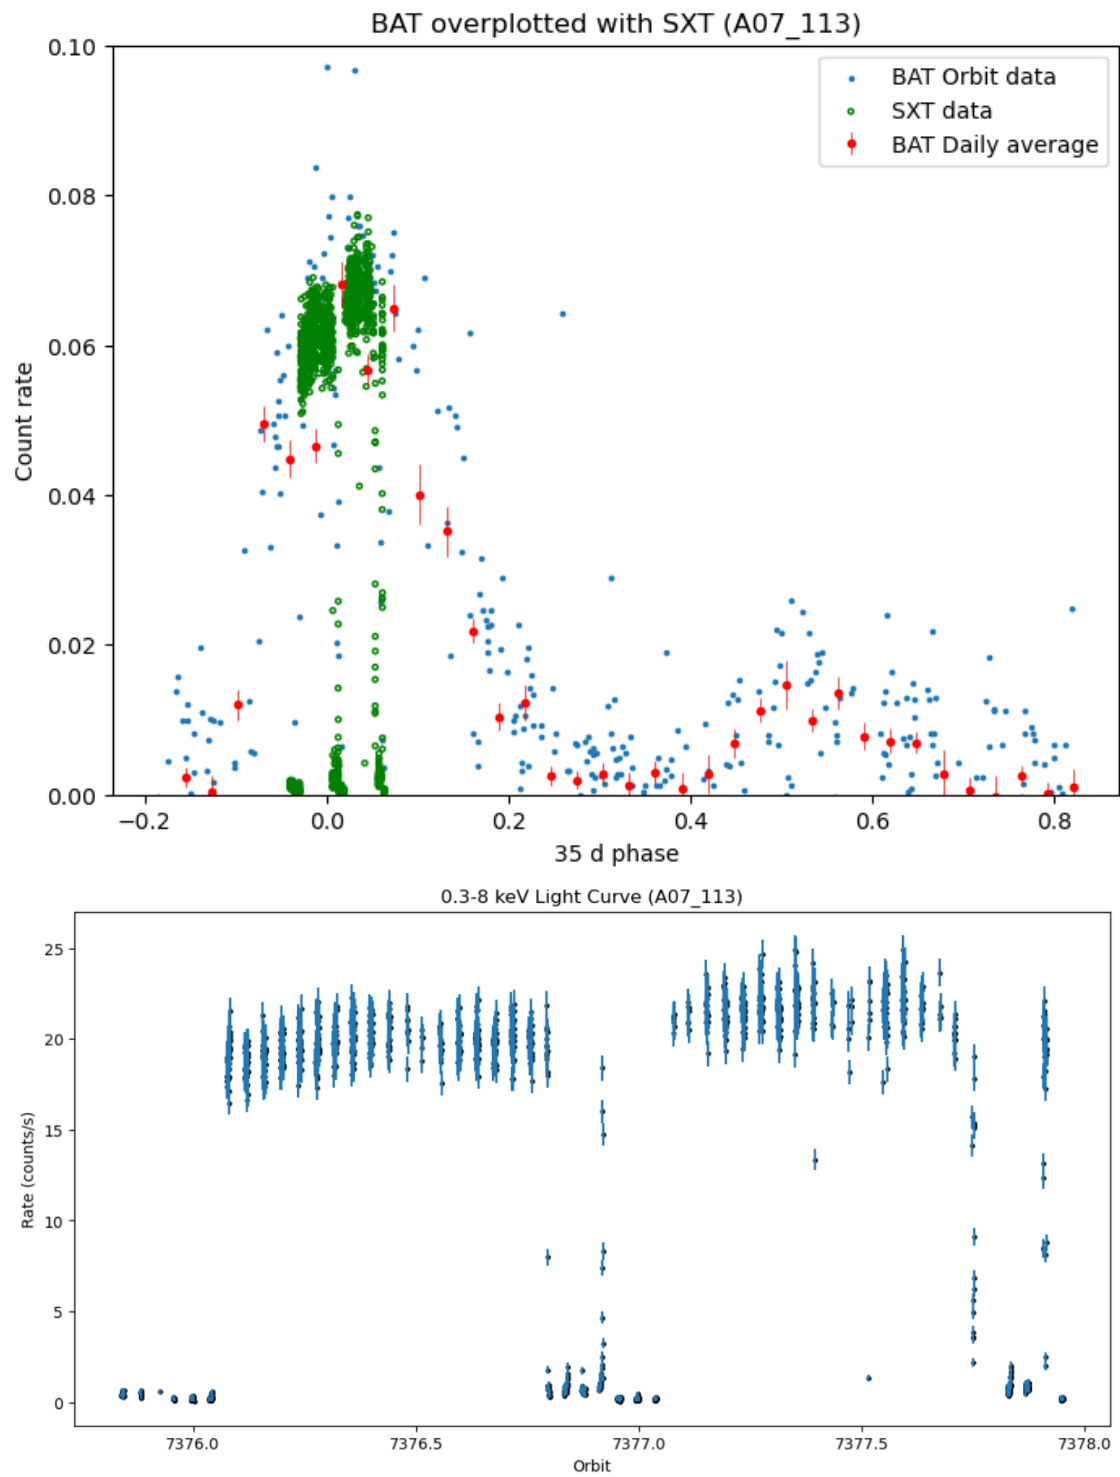 BAT overplotted with SXT (A07_113)
0.10
0.08
0.06
0.04
0.02
0.00
Count rate
BAT Orbit data
SXT data
BAT Daily average
−0.2 0.0 0.2 0.4 0.6 0.8
35 d phase
0.3-8 keV Light Curve (A07_113)
25
20
15
10
5
0
Rate (counts/s)
7376.0 7376.5 7377.0 7377.5 7378.0
Orbit